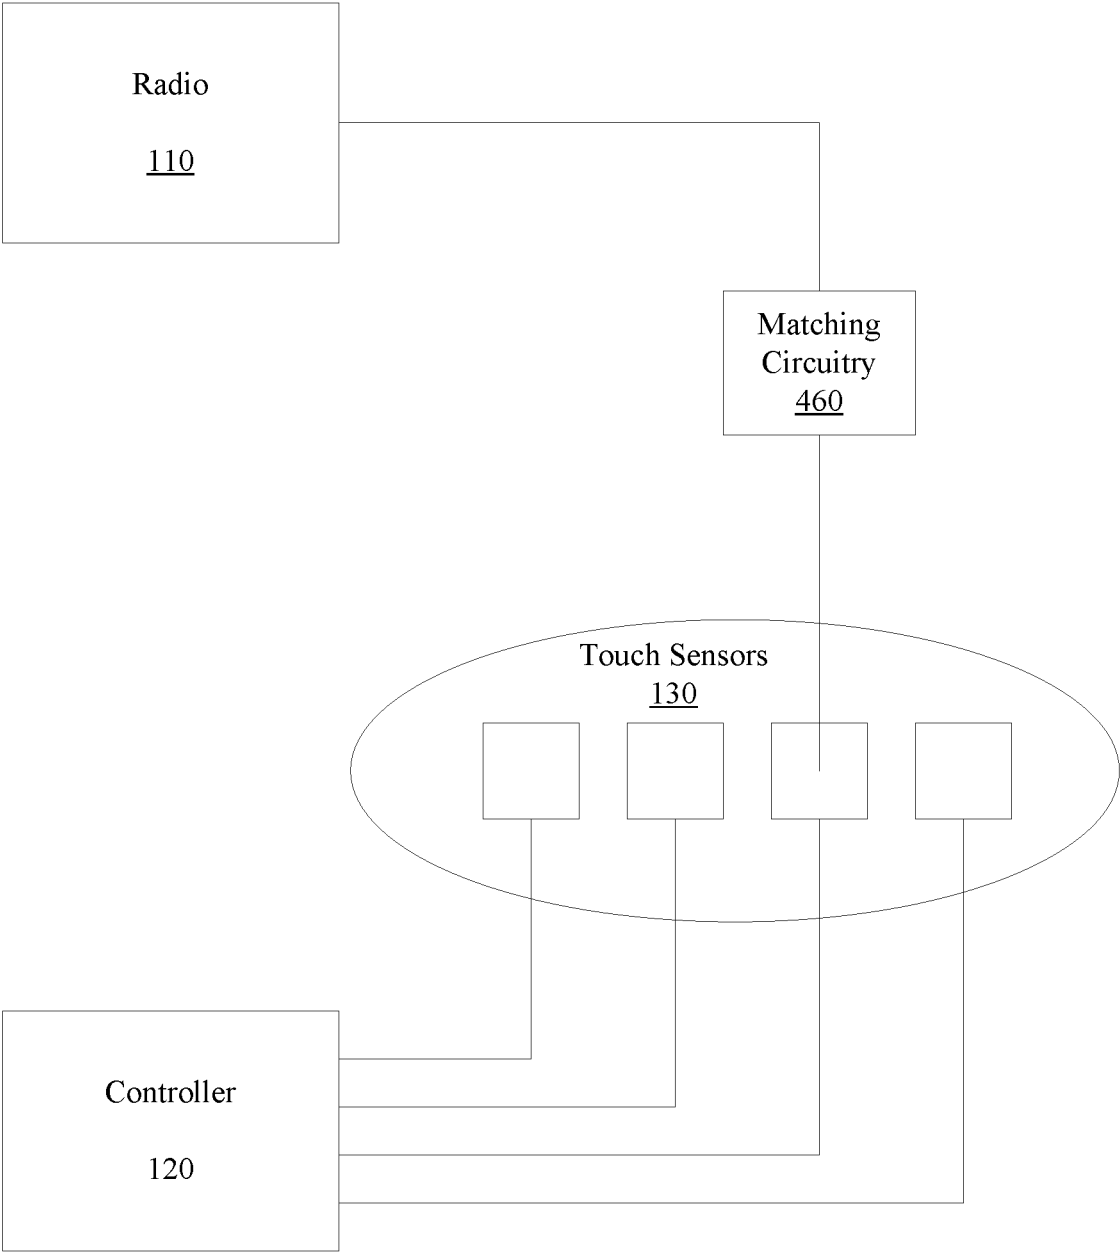 Radio
110
Matching
Circuitry
460
Touch Sensors
130
Controller
120